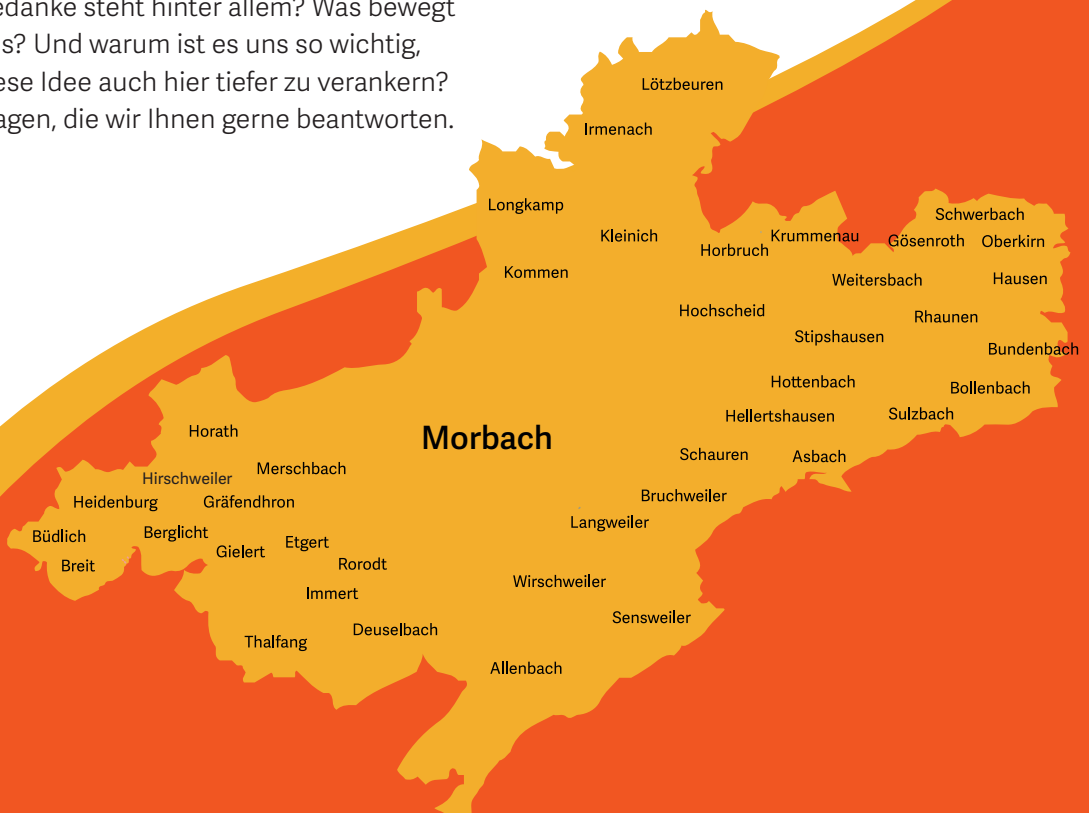 edanke steht hinter allem? Was bewegt
s? Und warum ist es uns so wichtig,
ese Idee auch hier tiefer zu verankern?
agen, die wir Ihnen gerne beantworten.
Lötzbeuren
Irmenach
Longkamp
Kleinich
Kommen
Horbruch
Krummenau
Schwerbach
Gösenroth
Oberkirn
Weitersbach
Hausen
Hochscheid
Rhaunen
Stipshausen
Bundenbach
Hottenbach
Bollenbach
Hellertshausen
Sulzbach
Schauren
Asbach
Morbach
Horath
Merschbach
Hirschweiler
Heidenburg
Gräfendhron
Büdlich
Berglicht
Breit
Gielert
Etgert
Rorodt
Immert
Deuselbach
Thalfang
Bruchweiler
Langweiler
Wirschweiler
Sensweiler
Allenbach